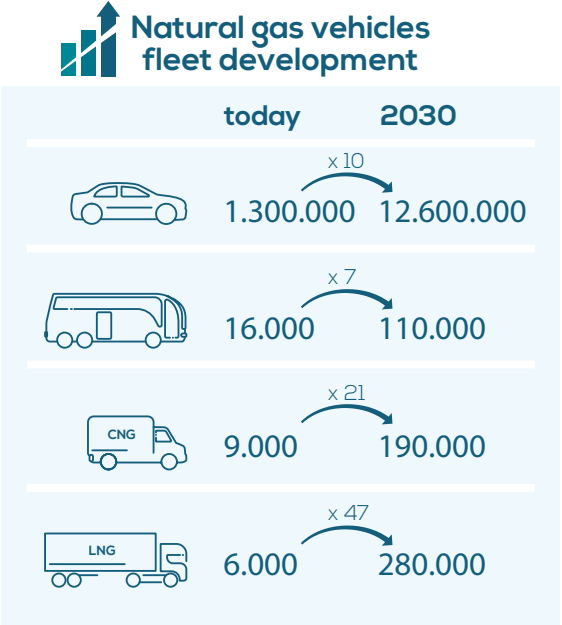 Natural gas vehicles
fleet development
today 2030
x 10
1.300.000 12.600.000
x 7
16.000 110.000
x 21
CNG
9.000 190.000
x 47
LNG
6.000 280.000